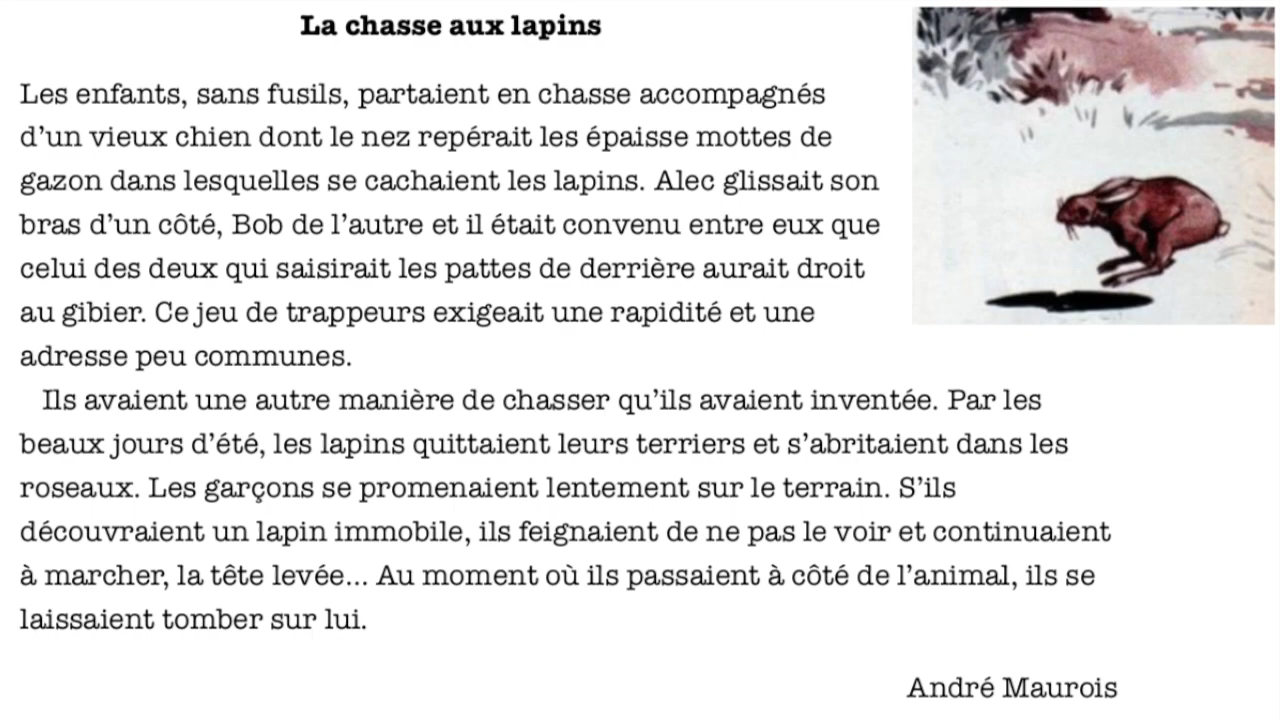 La chasse aux lapins
Les enfants, sans fusils, partaient en chasse accompagnés
d'un vieux chien dont le nez repérait les épaisse mottes de
gazon dans lesquelles se cachaient les lapins. Alec glissait son
bras d'un côté, Bob de l'autre et il était convenu entre eux que
celui des deux qui saisirait les pattes de derrière aurait droit
au gibier. Ce jeu de trappeurs exigeait une rapidité et une
adresse peu communes.
Ils avaient une autre manière de chasser qu'ils avaient inventée. Par les
beaux jours d'été, les lapins quittaient leurs terriers et s'abritaient dans les
roseaux. Les garçons se promenaient lentement sur le terrain. S'ils
découvraient un lapin immobile, ils feignaient de ne pas le voir et continuaient
à marcher, la tête levée... Au moment où ils passaient à côté de l'animal, ils se
laissaient tomber sur lui.
André Maurois